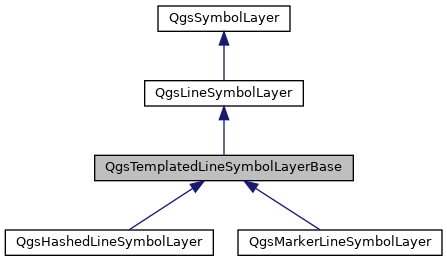 QgsSymbolLayer
QgsLineSymbolLayer
QgsTemplatedLineSymbolLayerBase
QgsHashedLineSymbolLayer
QgsMarkerLineSymbolLayer